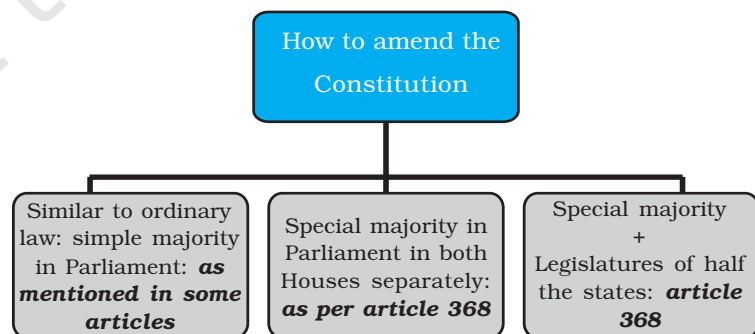 How to amend the
Constitution
Similar to ordinary
law: simple majority
in Parliament: as
mentioned in some
articles
Special majority in
Parliament in both
Houses separately:
as per article 368
Special majority
+
Legislatures of half
the states: article
368